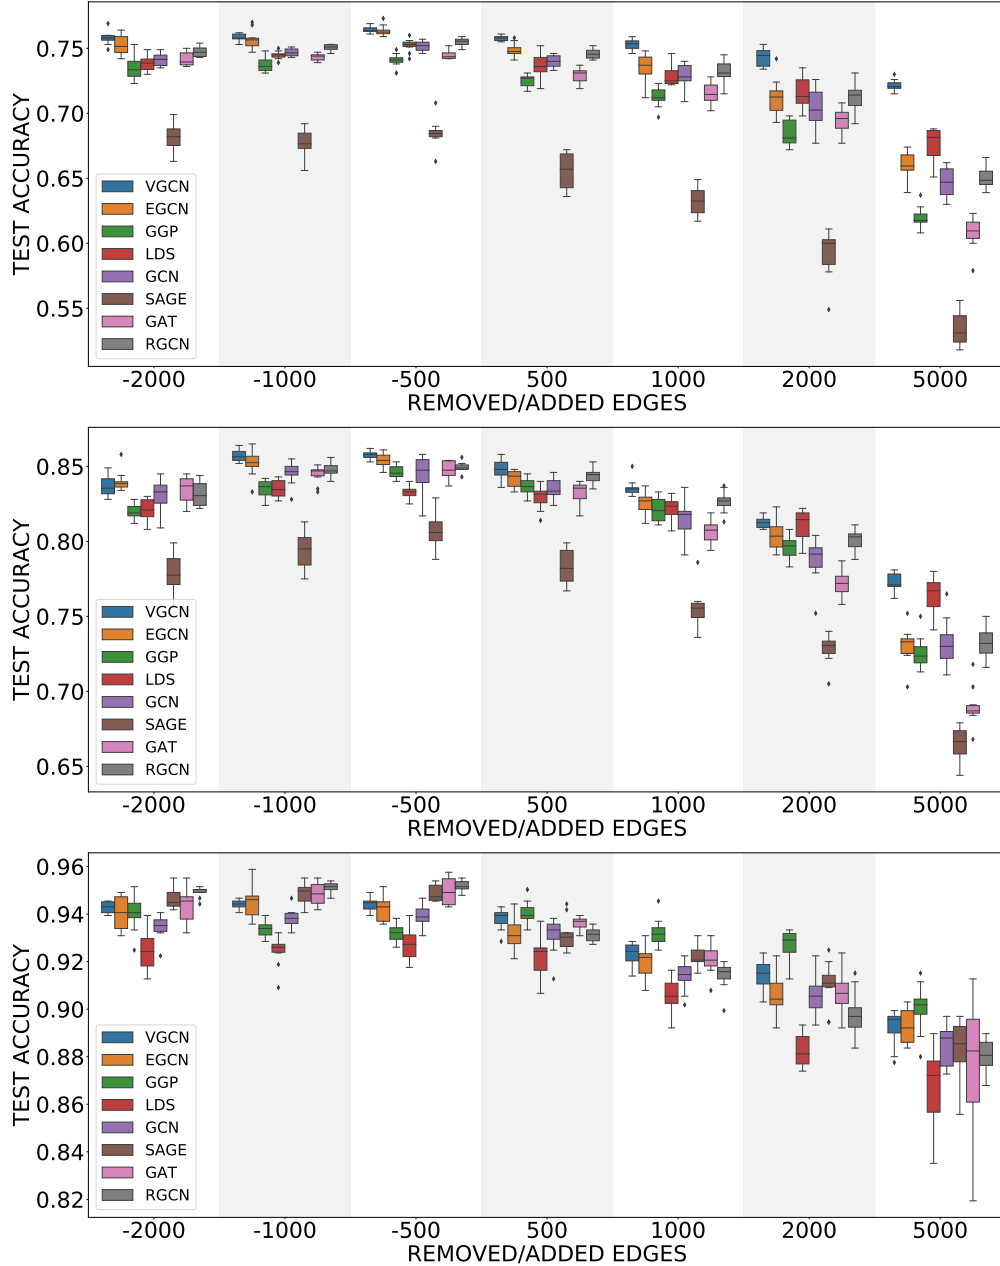 TEST ACCURACY
0.75
0.70
0.65
0.60
0.55
VGCN
EGCN
GGP
LDS
GCN
SAGE
GAT
RGCN
-2000 -1000 -500 500 1000 2000 5000
REMOVED/ADDED EDGES
TEST ACCURACY
0.85
0.80
0.75
0.70
0.65
VGCN
EGCN
GGP
LDS
GCN
SAGE
GAT
RGCN
-2000 -1000 -500 500 1000 2000 5000
REMOVED/ADDED EDGES
TEST ACCURACY
0.96
0.94
0.92
0.90
0.88
0.86
0.84
0.82
VGCN
EGCN
GGP
LDS
GCN
SAGE
GAT
RGCN
-2000 -1000 -500 500 1000 2000 5000
REMOVED/ADDED EDGES